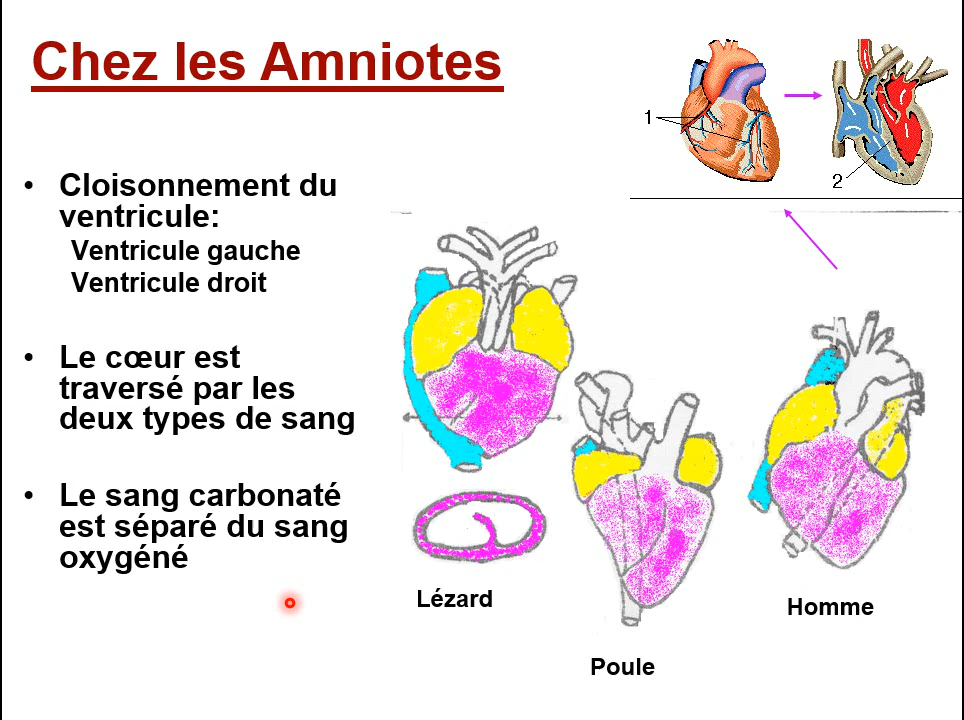 Chez les Amniotes
1
2
• Cloisonnement du
ventricule:
Ventricule gauche
Ventricule droit
• Le cœur est
traversé par les
deux types de sang
• Le sang carbonaté
est séparé du sang
oxygéné
Lézard
Poule
Homme